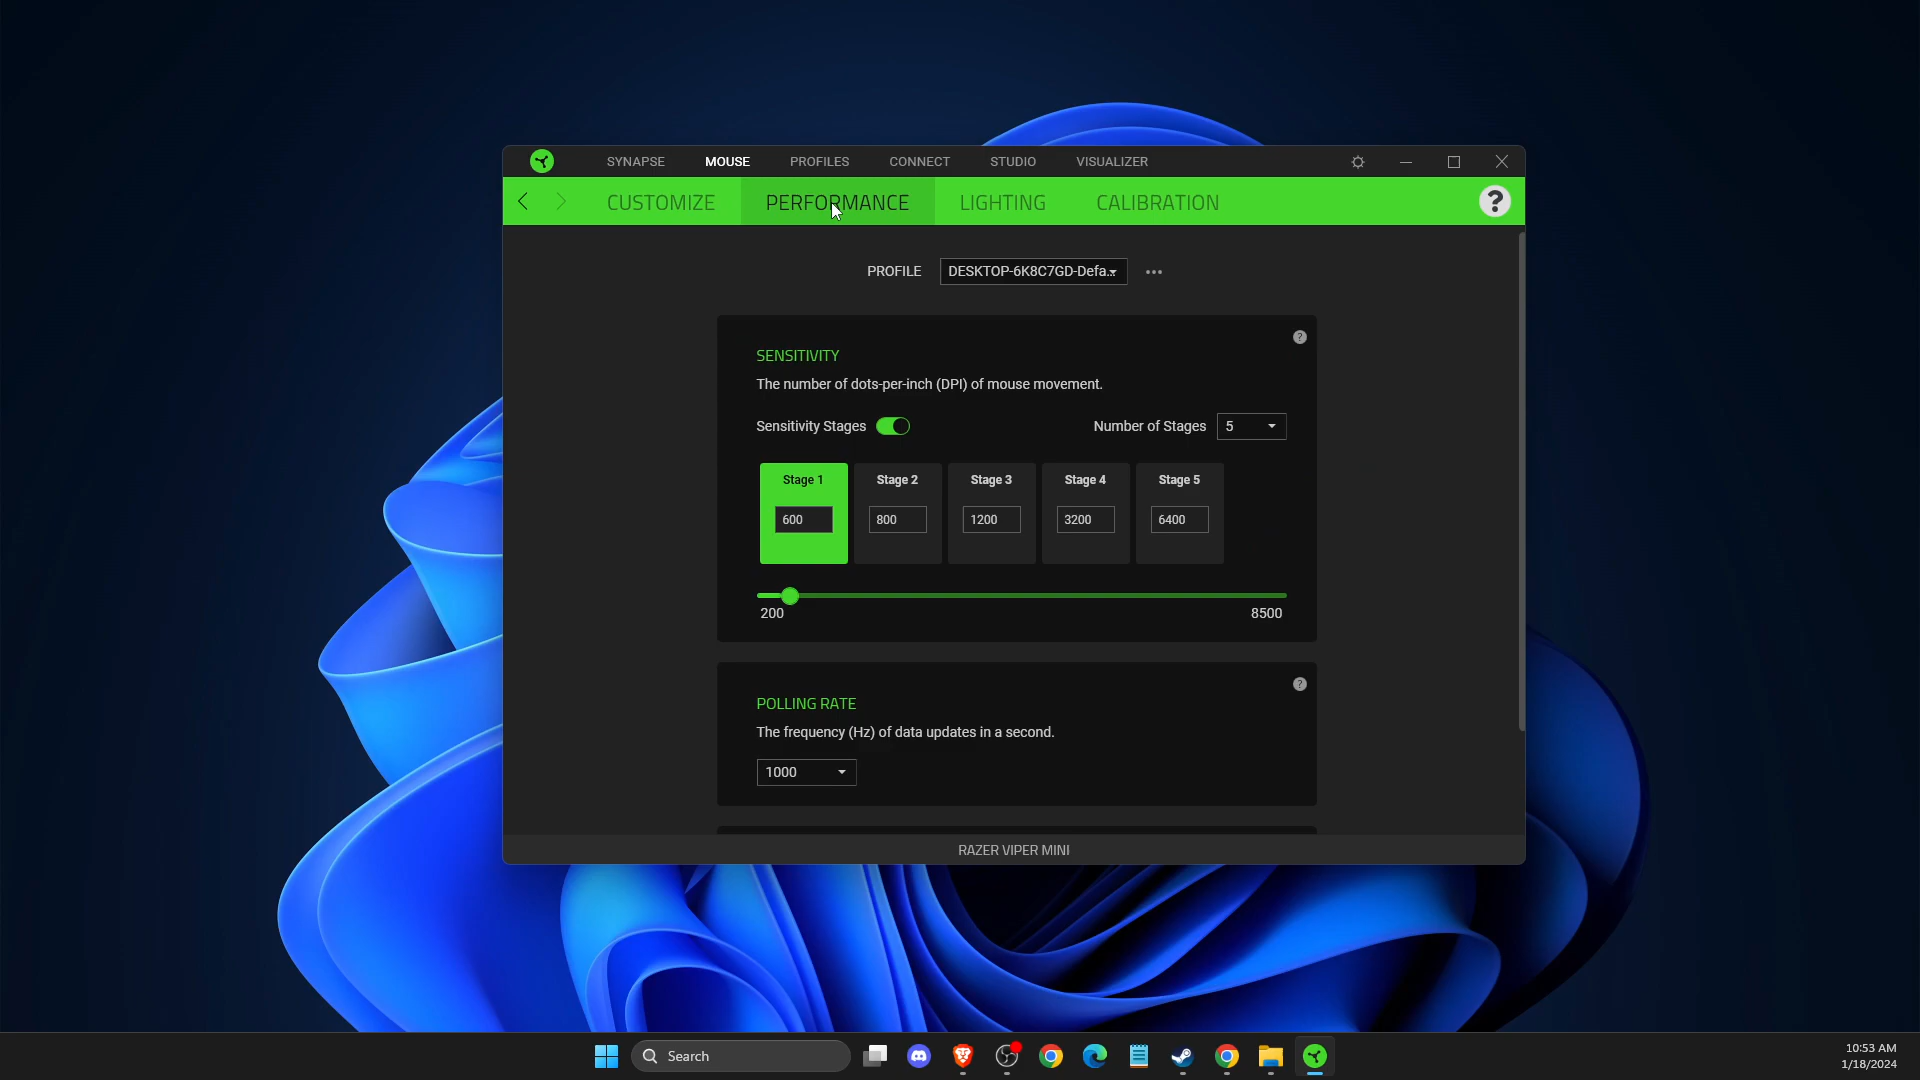 SYNAPSE MOUSE PROFILES CONNECT STUDIO VISUALIZER
CUSTOMIZE PERFORMANCE LIGHTING CALIBRATION ?
PROFILE DESKTOP-6K8C7GD-Defa... •••
?
SENSITIVITY
The number of dots-per-inch (DPI) of mouse movement.
Sensitivity Stages Number of Stages 5
Stage 1 Stage 2 Stage 3 Stage 4 Stage 5
600 800 1200 3200 6400
200 8500
?
POLLING RATE
The frequency (Hz) of data updates in a second.
1000
RAZER VIPER MINI
Search
10:53 AM
1/18/2024